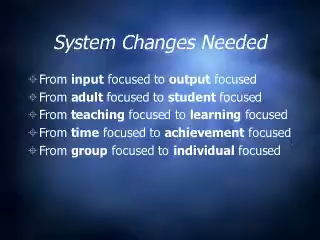 System Changes Needed
From input focused to output focused
From adult focused to student focused
From teaching focused to learning focused
From time focused to achievement focused
From group focused to individual focused